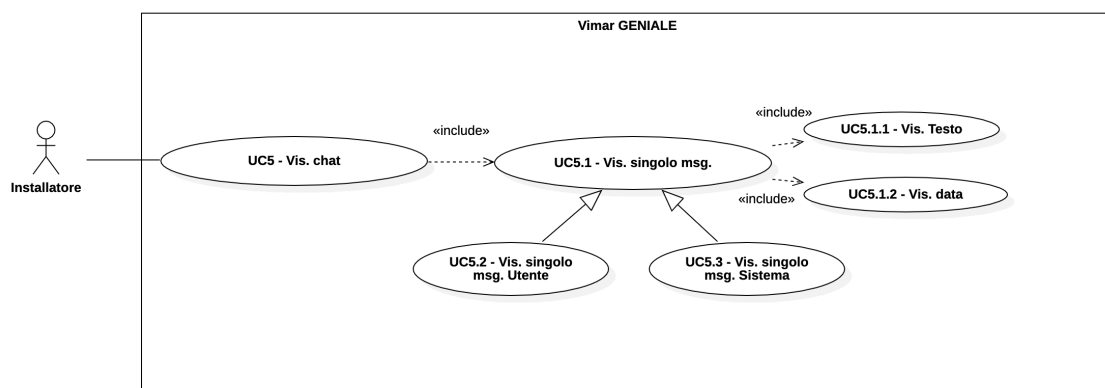 Vimar GENIALE
«include»
«include»
UC5.1.1 - Vis. Testo
UC5 - Vis. chat
UC5.1 - Vis. singolo msg.
Installatore
UC5.1.2 - Vis. data
«include»
UC5.2 - Vis. singolo
msg. Utente
UC5.3 - Vis. singolo
msg. Sistema